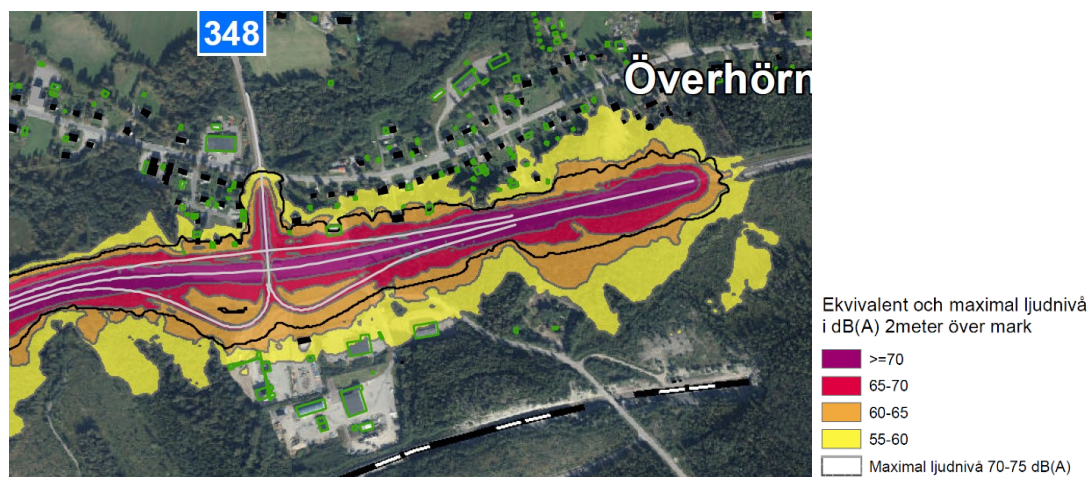 348
Överhörn
Ekvivalent och maximal ljudnivå
i dB(A) 2meter över mark
>=70
65-70
60-65
55-60
Maximal ljudnivå 70-75 dB(A)